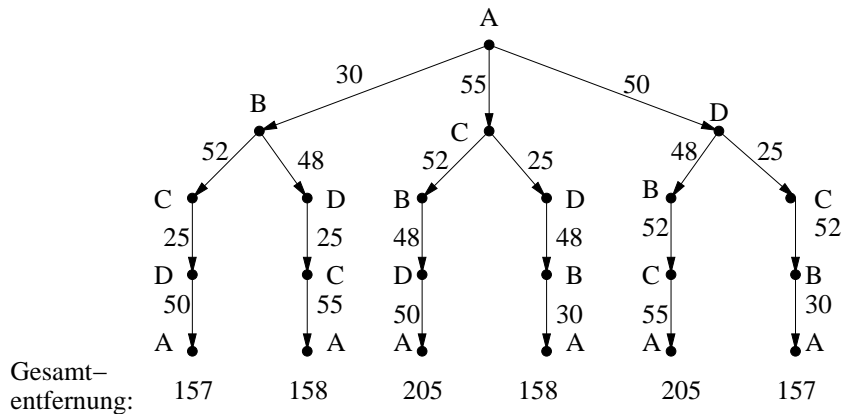 A
30 55 50
B C D
52 48 52 25 48 25
C D B D B C
25 25 48 48 52 52
D C D B C B
50 55 50 30 55 30
A A A A A A
Gesamt–
entfernung: 157 158 205 158 205 157